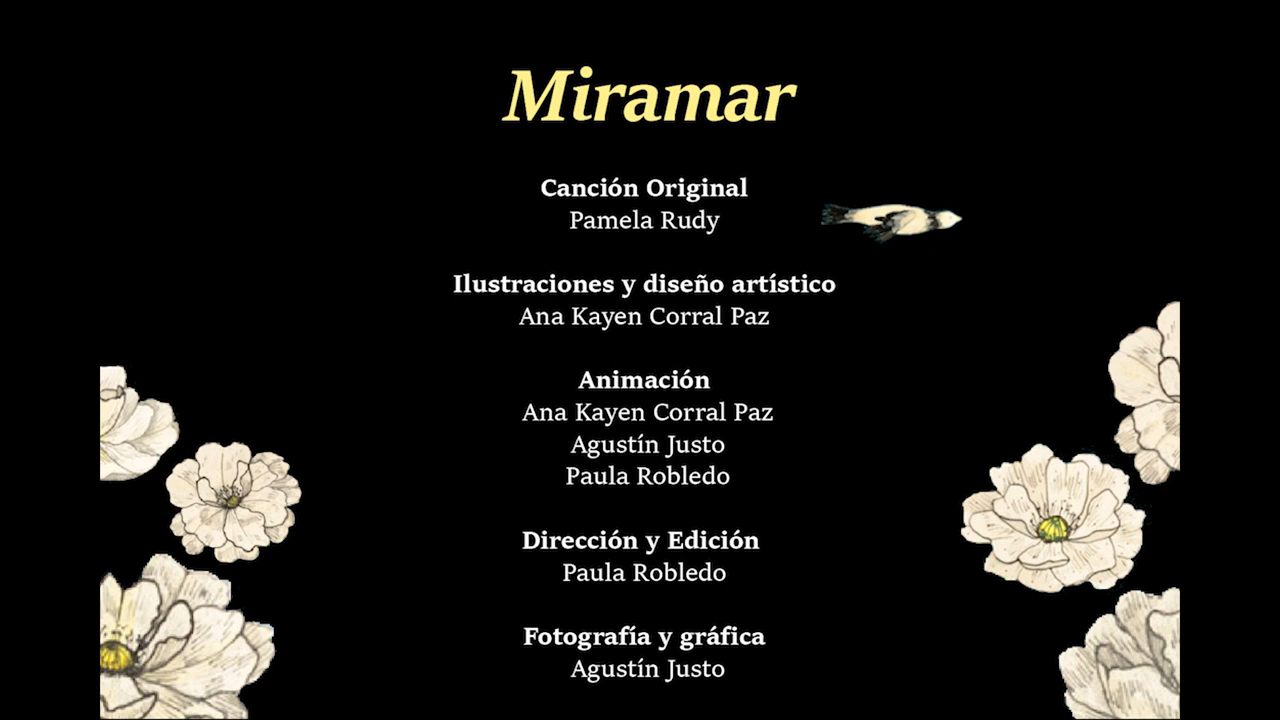 Miramar
Canción Original
Pamela Rudy
Ilustraciones y diseño artístico
Ana Kayen Corral Paz
Animación
Ana Kayen Corral Paz
Agustín Justo
Paula Robledo
Dirección y Edición
Paula Robledo
Fotografía y gráfica
Agustín Justo